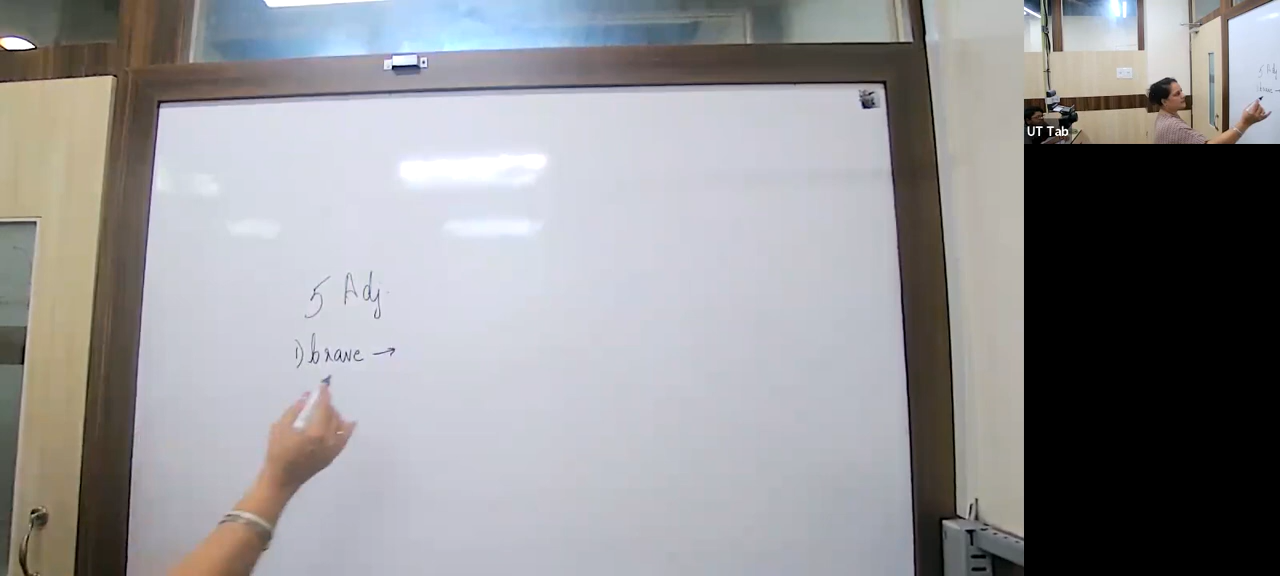 5 Adj.
1) brave →
UT Tab